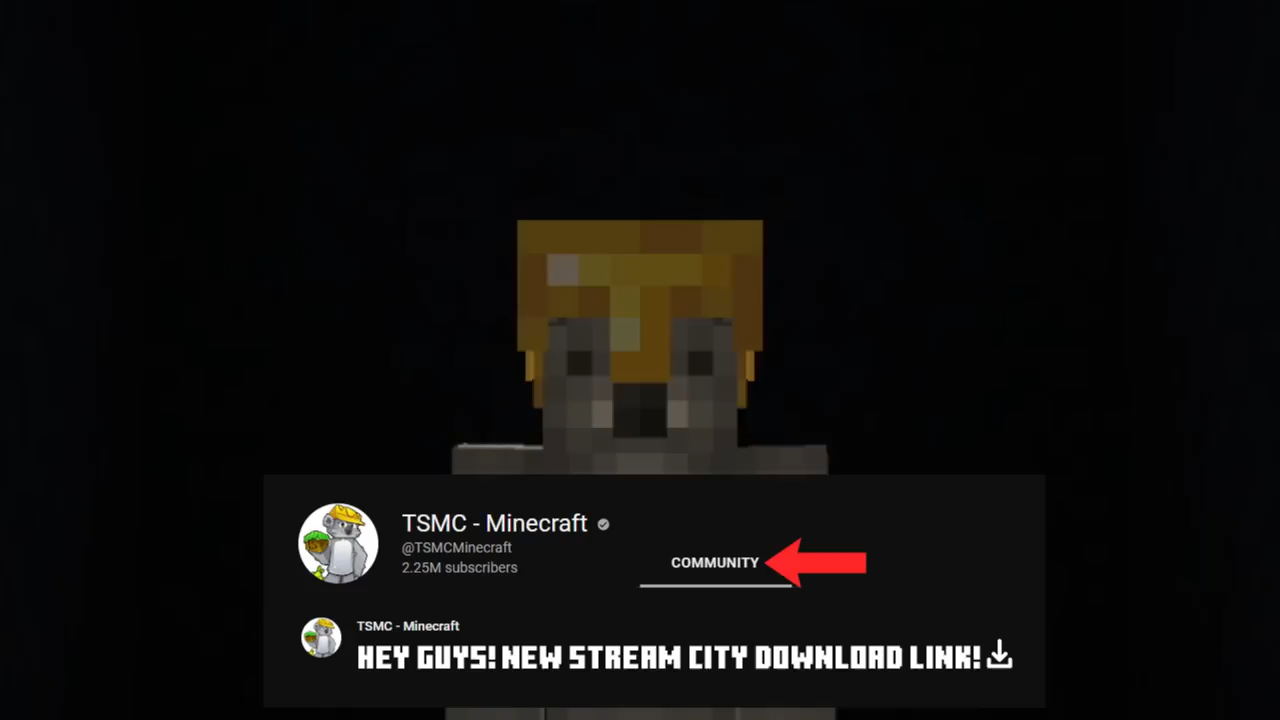 TSMC - Minecraft
@TSMCMinecraft
2.25M subscribers
COMMUNITY
TSMC - Minecraft
HEY GUYS! NEW STREAM CITY DOWNLOAD LINK!